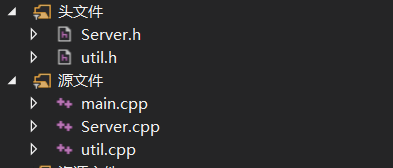 头文件
Server.h
util.h
源文件
main.cpp
Server.cpp
util.cpp